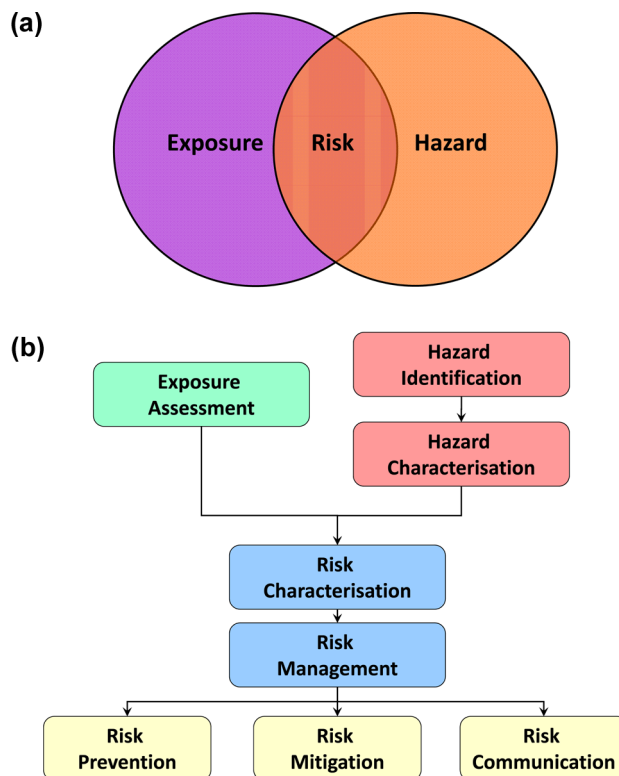 (a)
Exposure
Risk
Hazard
(b)
Exposure
Assessment
Hazard
Identification
Hazard
Characterisation
Risk
Characterisation
Risk
Management
Risk
Prevention
Risk
Mitigation
Risk
Communication